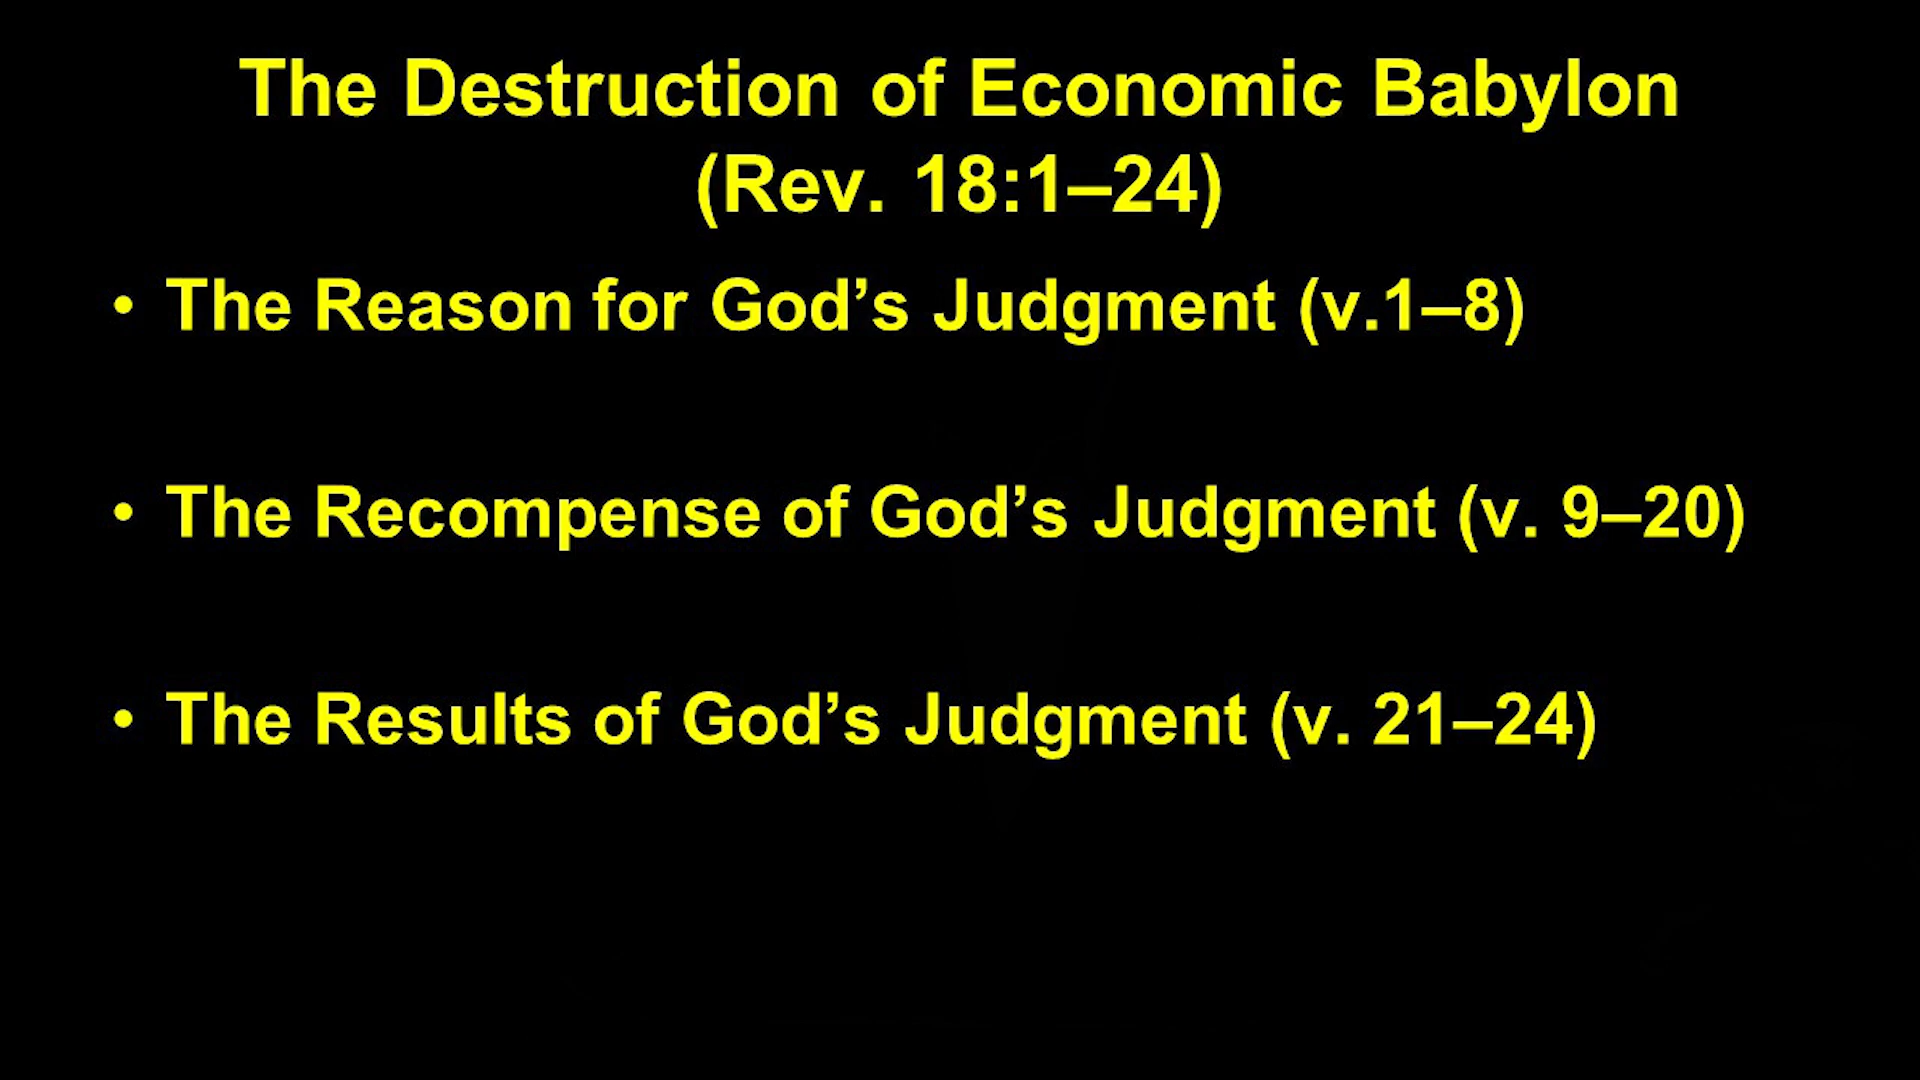 The Destruction of Economic Babylon
(Rev. 18:1–24)
• The Reason for God’s Judgment (v.1–8)
• The Recompense of God’s Judgment (v. 9–20)
• The Results of God’s Judgment (v. 21–24)